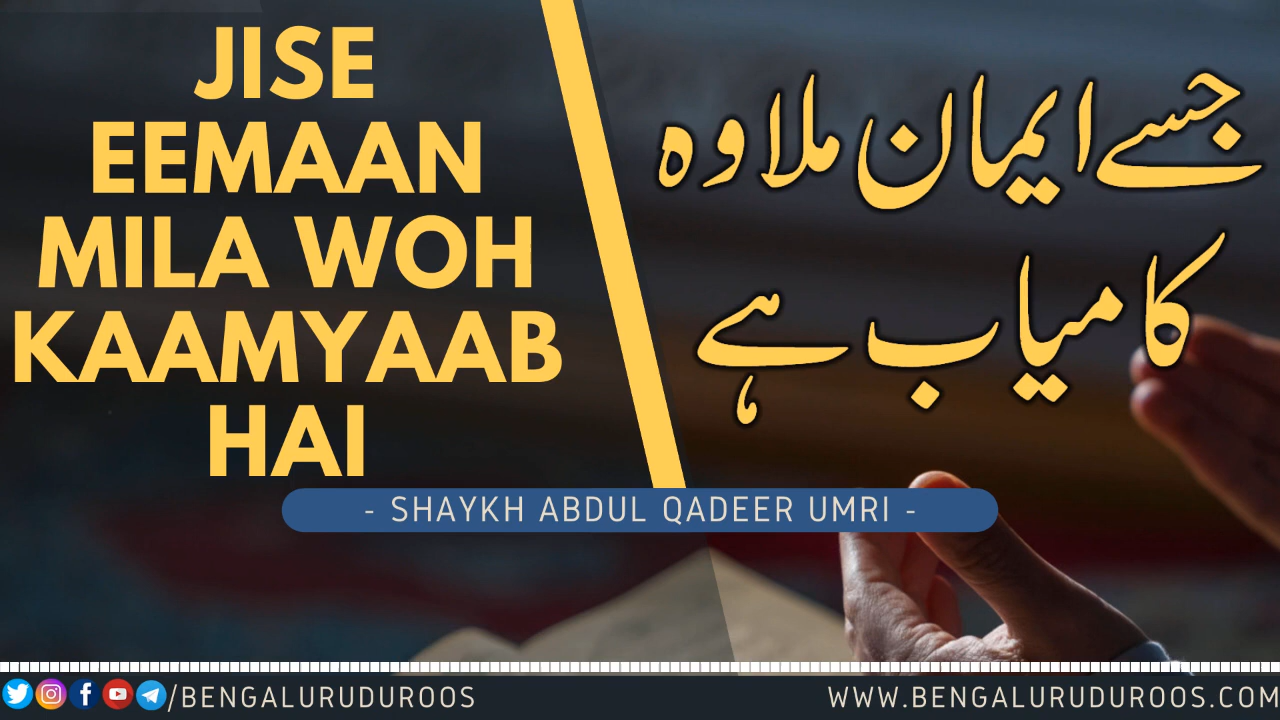 JISE
EEMAAN
MILA WOH
KAAMYAAB
HAI
جسے ایمان ملا وہ
کامیاب ہے
- SHAYKH ABDUL QADEER UMRI -
/BENGALURUDUROOS
WWW.BENGALURUDUROOS.COM